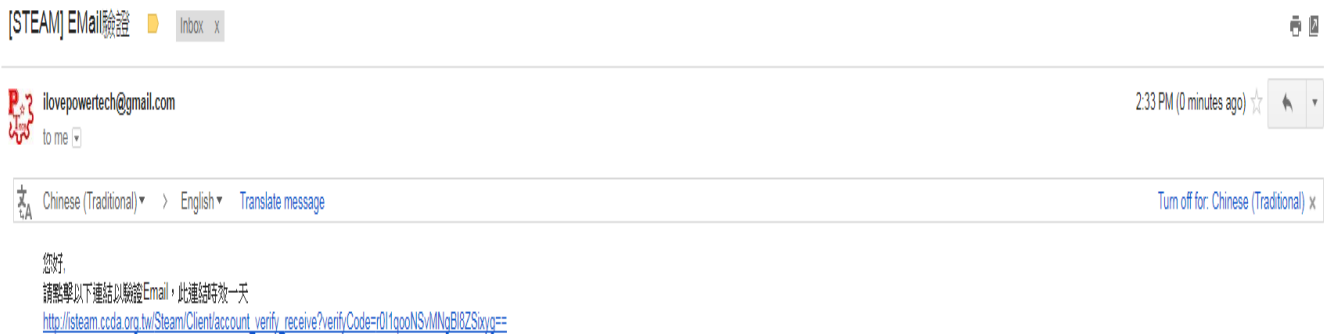 [STEAM] EMail驗證 Inbox x
ilovepowertech@gmail.com 2:33 PM (0 minutes ago)
to me
Chinese (Traditional) > English Translate message Turn off for: Chinese (Traditional) x
您好,
請點擊以下連結以驗證Email，此連結時效一天
http://isteam.ccda.org.tw/Steam/Client/account_verify_receive?verifyCode=r0I1qooNSvMNgBI8ZSixyg==